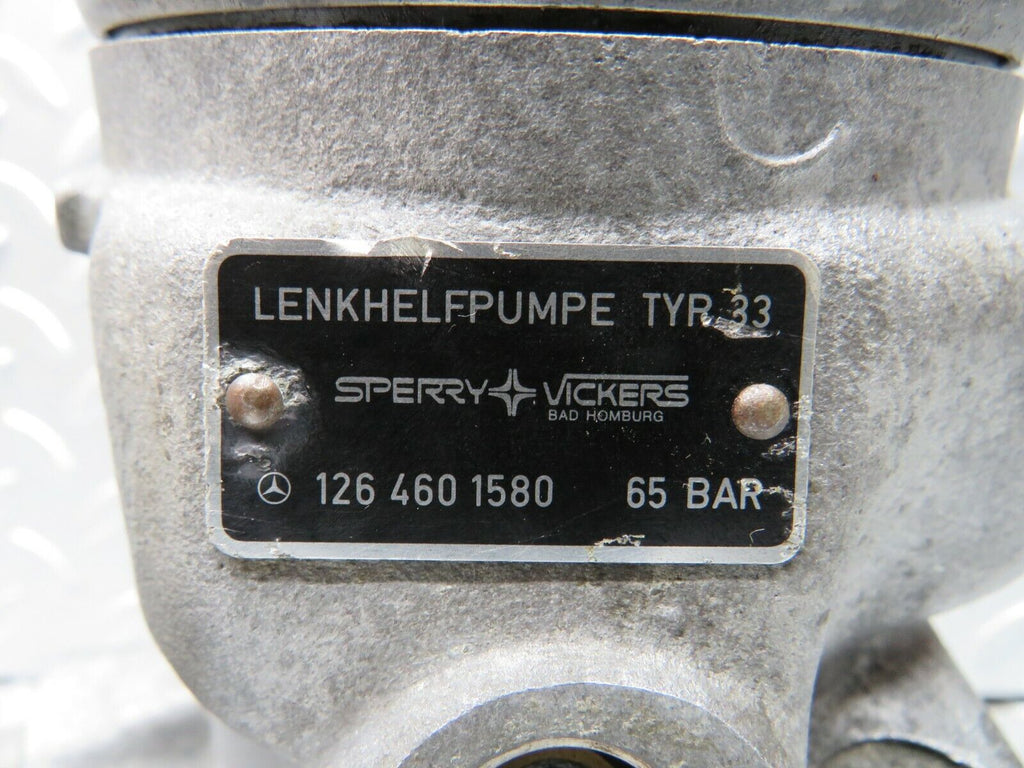 LENKHELFPUMPE TYP 33
SPERRY VICKERS
BAD HOMBURG
126 460 1580 65 BAR